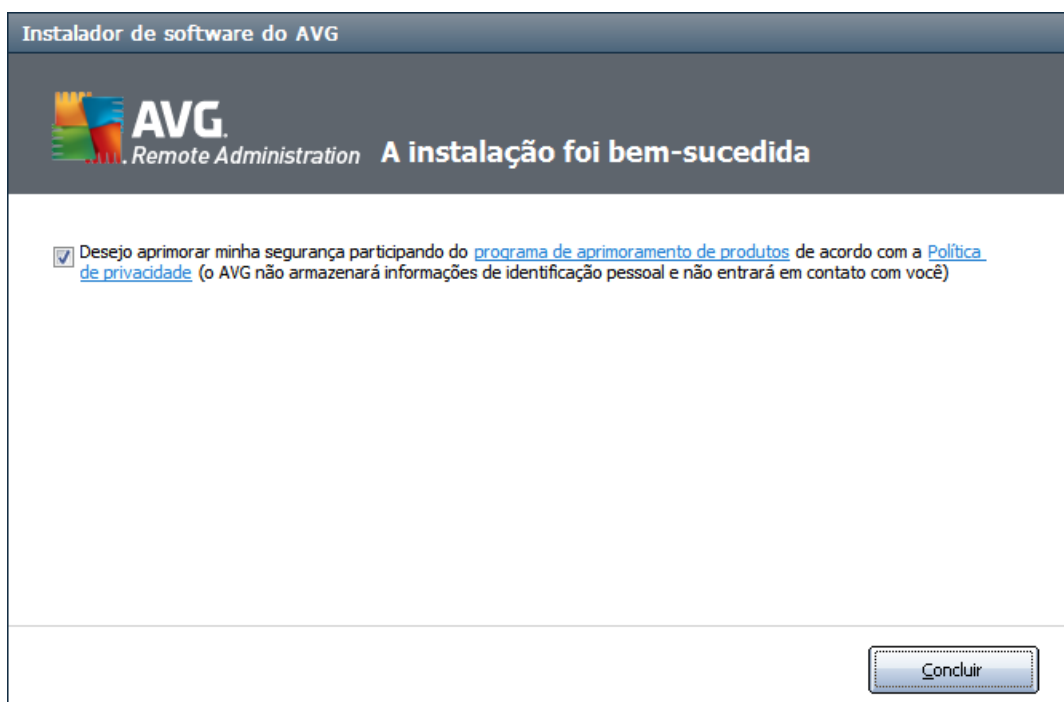 Instalador de software do AVG
AVG.
Remote Administration A instalação foi bem-sucedida
Desejo aprimorar minha segurança participando do programa de aprimoramento de produtos de acordo com a Política
de privacidade (o AVG não armazenará informações de identificação pessoal e não entrará em contato com você)
Concluir